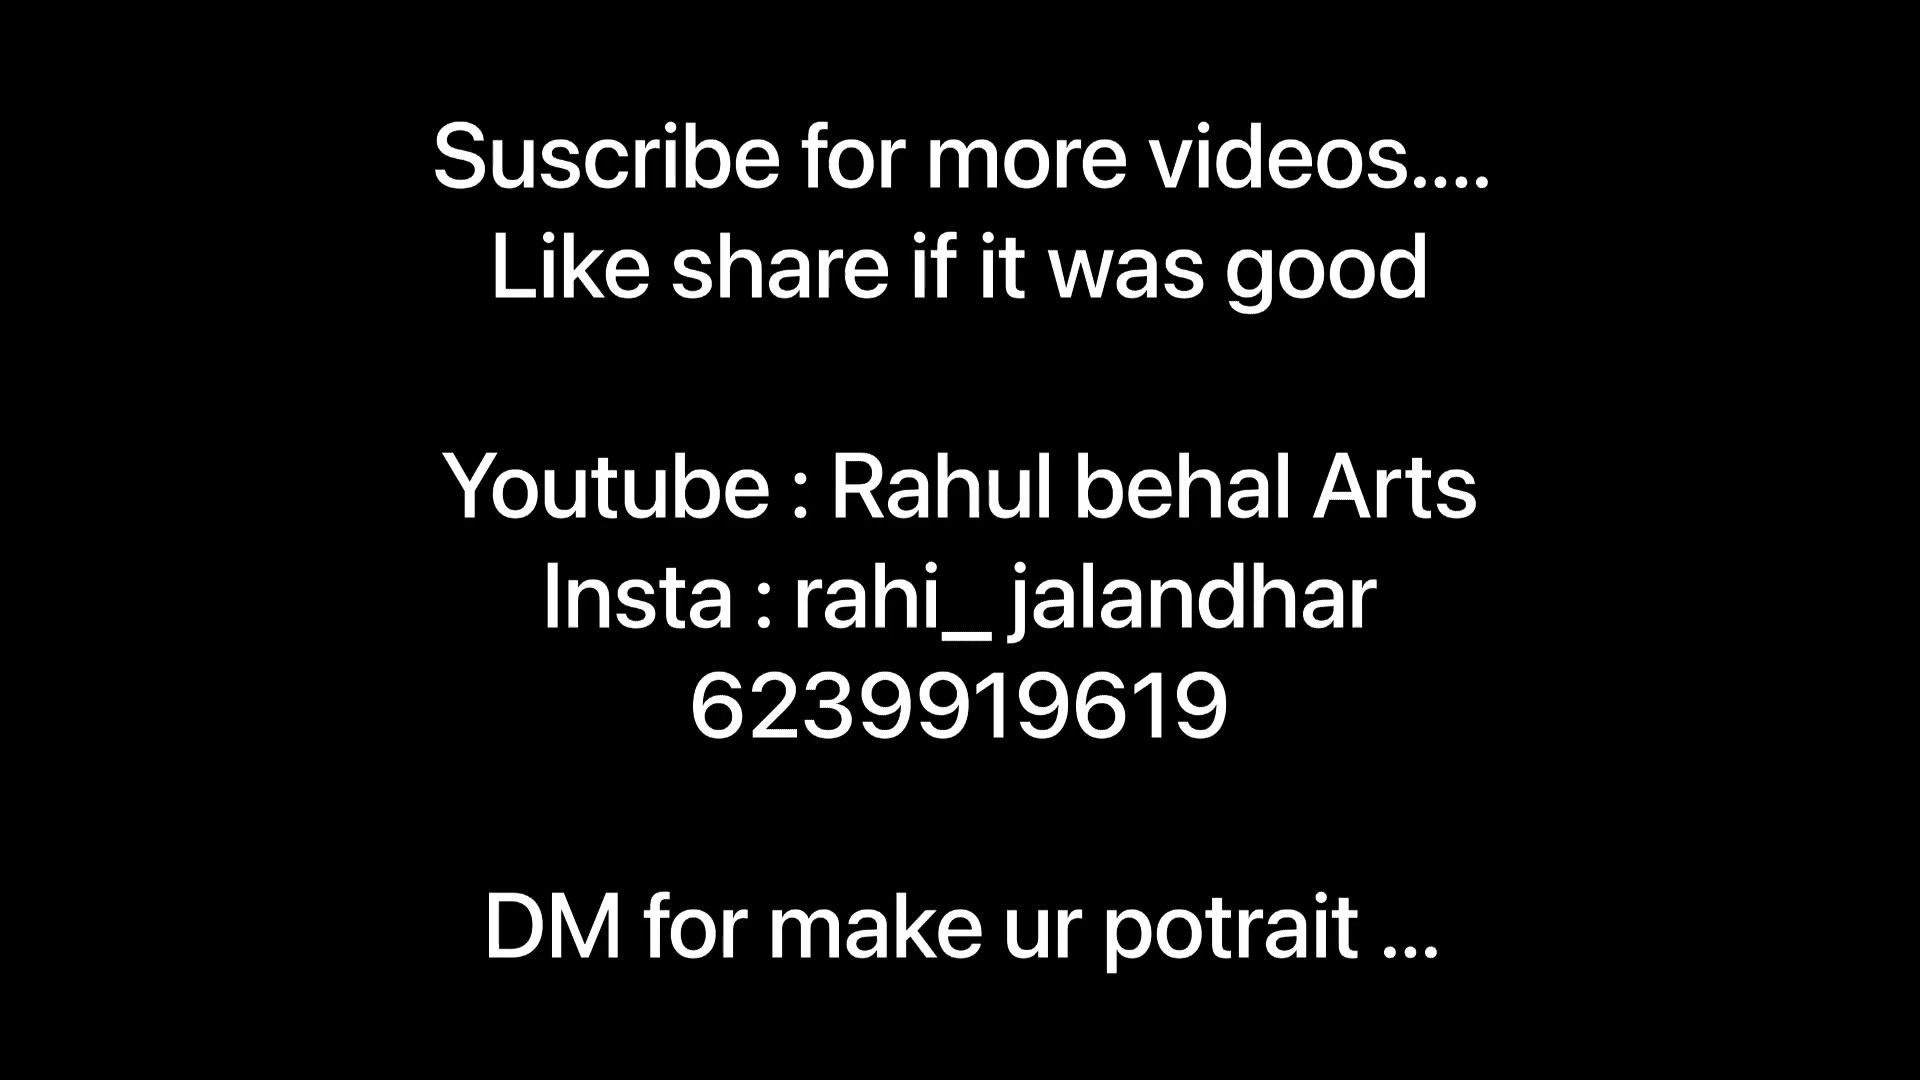 Suscribe for more videos....
Like share if it was good
Youtube : Rahul behal Arts
Insta : rahi_ jalandhar
6239919619
DM for make ur potrait ...